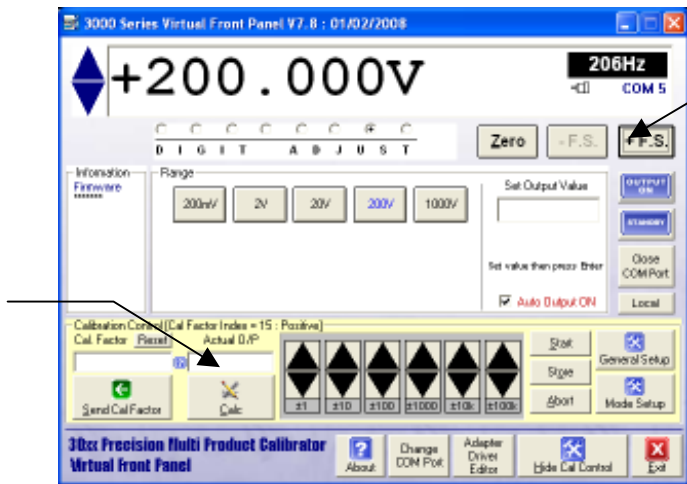 3000 Series Virtual Front Panel V7.8 : 01/02/2008
+200.000V
206Hz
COM 5
DIGIT ADJUST
Zero
- F.S.
+ F.S.
Information
Firmware
Range
200mV 2V 20V 200V 1000V
Set Output Value
Set value then press Enter
Auto Output ON
OUTPUT ON
STANDBY
Close COM Port
Local
Calibration Control [Cal Factor Index = 15 : Positive]
Cal. Factor Reset Actual O/P
Send Cal Factor
Calc
±1 ±10 ±100 ±1000 ±10k ±100k
Start
Store
Abort
General Setup
Mode Setup
30xx Precision Multi Product Calibrator
Virtual Front Panel
About
Change COM Port
Adapter Driver Editor
Hide Cal Control
Exit